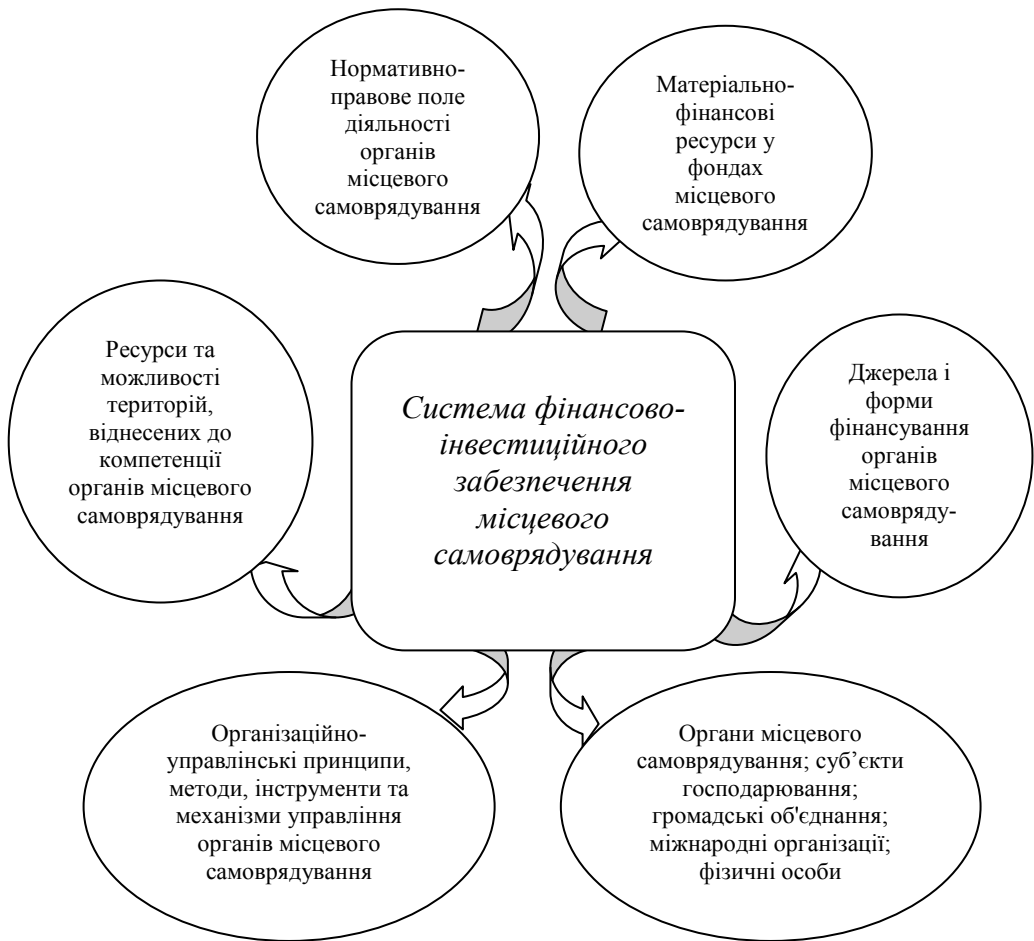 Нормативно-
правове поле
діяльності
органів
місцевого
самоврядування
Матеріально-
фінансові
ресурси у
фондах
місцевого
самоврядування
Ресурси та
можливості
територій,
віднесених до
компетенції
органів місцевого
самоврядування
Система фінансово-
інвестиційного
забезпечення
місцевого
самоврядування
Джерела і
форми
фінансування
органів
місцевого
самовряду-
вання
Організаційно-
управлінські принципи,
методи, інструменти та
механізми управління
органів місцевого
самоврядування
Органи місцевого
самоврядування; суб’єкти
господарювання;
громадські об'єднання;
міжнародні організації;
фізичні особи